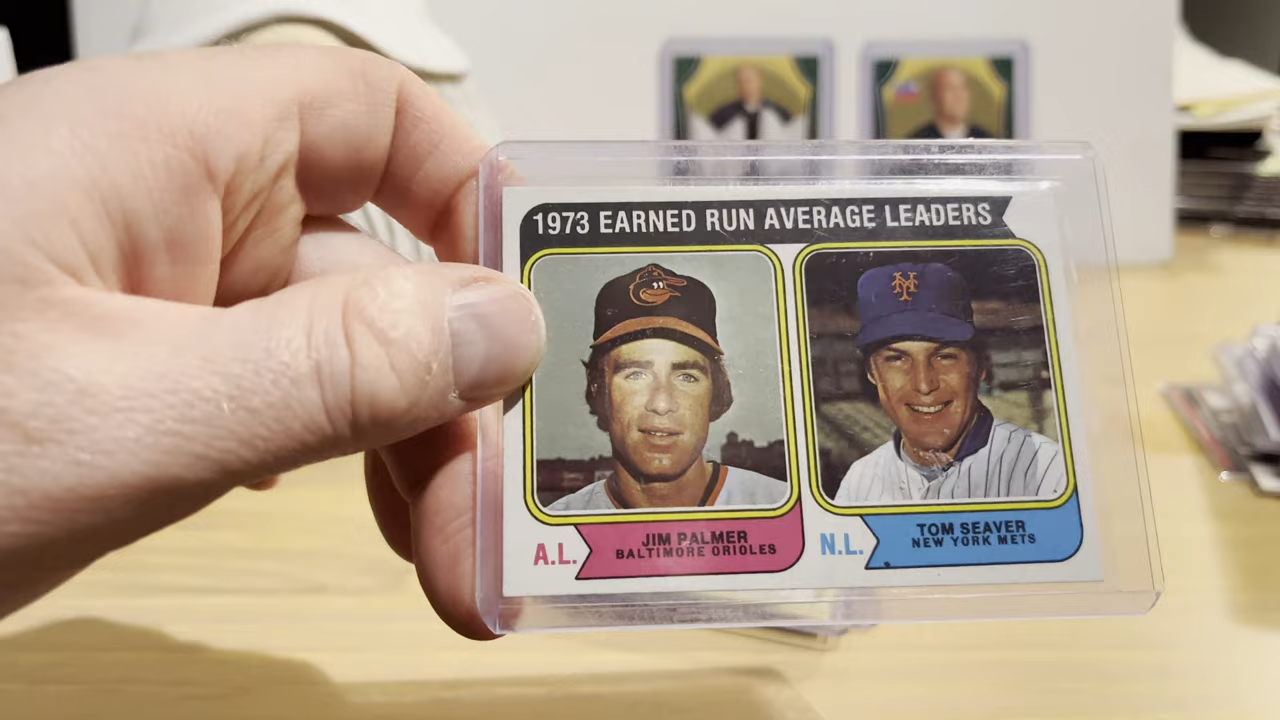 1973 EARNED RUN AVERAGE LEADERS
A.L.
JIM PALMER
BALTIMORE ORIOLES
N.L.
TOM SEAVER
NEW YORK METS